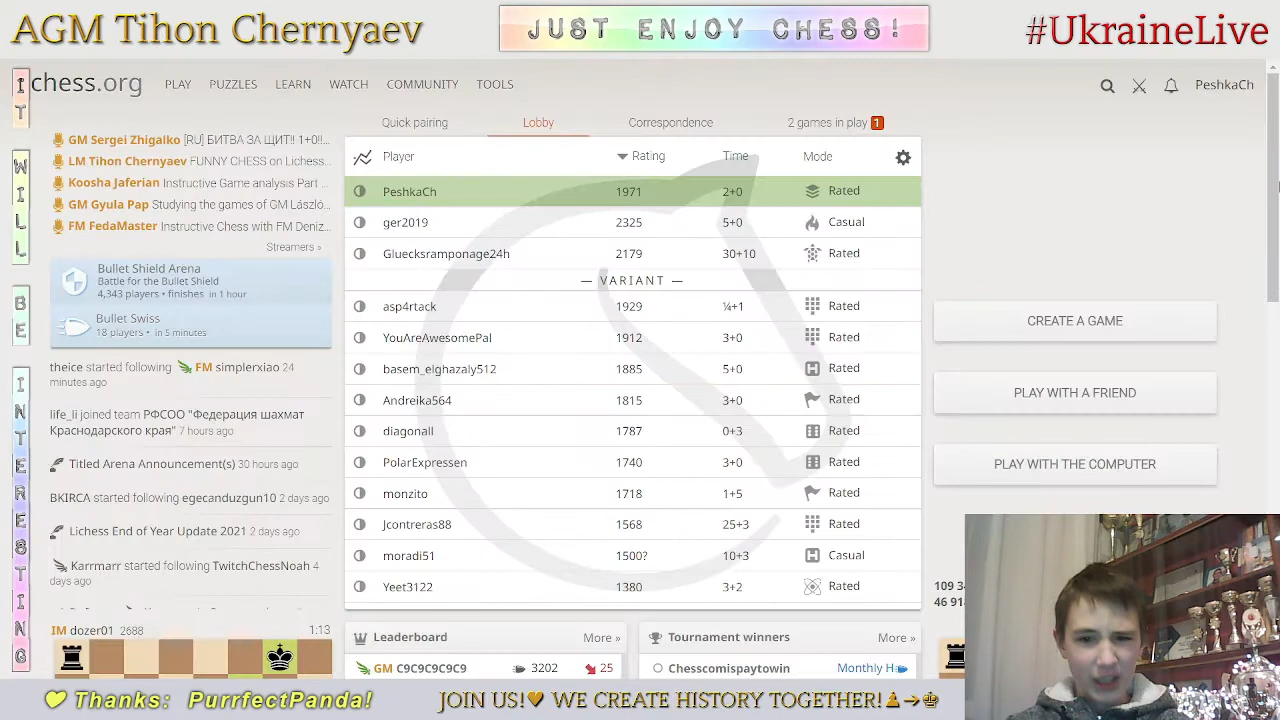 AGM Tihon Chernyaev
JUST ENJOY CHESS!
#UkraineLive
IT WILL BE INTERESTING
chess.org
PLAY
PUZZLES
LEARN
WATCH
COMMUNITY
TOOLS
PeshkaCh
GM Sergei Zhigalko [RU] БИТВА ЗА ЩИТ!! 1+0!!...
LM Tihon Chernyaev FUNNY CHESS on Lichess...
Koosha Jaferian Instructive Game analysis Part ...
GM Gyula Pap Studying the games of GM László...
FM FedaMaster Instructive Chess with FM Deniz...
Streamers »
Bullet Shield Arena
Battle for the Bullet Shield
4,343 players • finishes in 1 hour
Bullet Swiss
18 players • in 5 minutes
theice started following FM simplerxiao 24
minutes ago
life_li joined team РФСОО "Федерация шахмат
Краснодарского края" 7 hours ago
Titled Arena Announcement(s) 30 hours ago
BKIRCA started following egecanduzgun10 2 days ago
Lichess End of Year Update 2021 2 days ago
Karrmarr started following TwitchChessNoah 4
days ago
IM dozer01 2688 1:13
Quick pairing
Lobby
Correspondence
2 games in play 1
Player Rating Time Mode
PeshkaCh 1971 2+0 Rated
ger2019 2325 5+0 Casual
Gluecksramponage24h 2179 30+10 Rated
— VARIANT —
asp4rtack 1929 ¼+1 Rated
YouAreAwesomePal 1912 3+0 Rated
basem_elghazaly512 1885 5+0 Rated
Andreika564 1815 3+0 Rated
diagonall 1787 0+3 Rated
PolarExpressen 1740 3+0 Rated
monzito 1718 1+5 Rated
Jcontreras88 1568 25+3 Rated
moradi51 1500? 10+3 Casual
Yeet3122 1380 3+2 Rated
Leaderboard More »
GM C9C9C9C9C9 3202 25
Tournament winners More »
Chesscomispaytowin Monthly H
CREATE A GAME
PLAY WITH A FRIEND
PLAY WITH THE COMPUTER
Thanks: PurrfectPanda!
JOIN US! WE CREATE HISTORY TOGETHER!